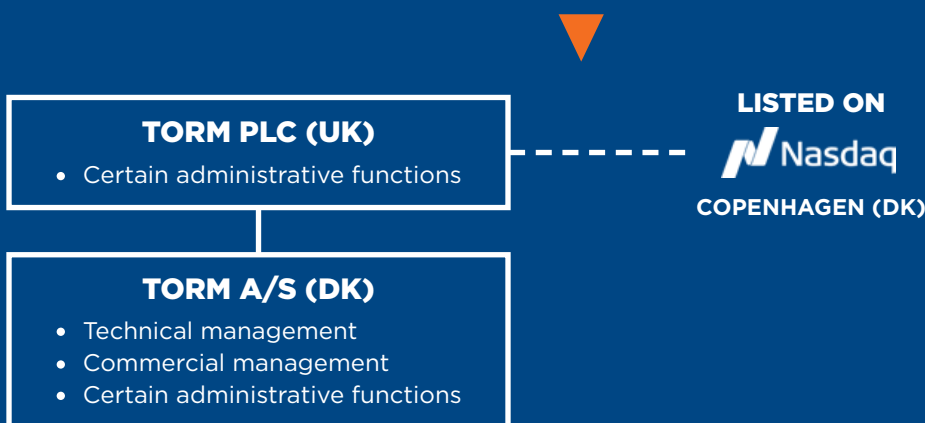 TORM PLC (UK)
• Certain administrative functions
LISTED ON
Nasdaq
COPENHAGEN (DK)
TORM A/S (DK)
• Technical management
• Commercial management
• Certain administrative functions